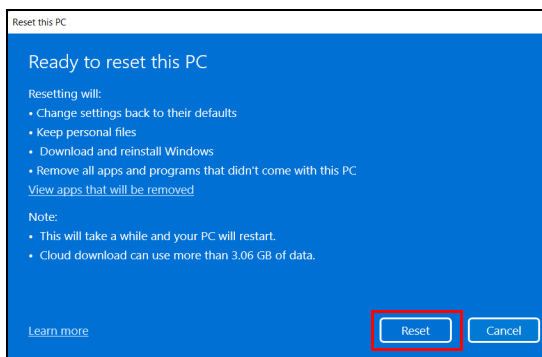 Reset this PC
Ready to reset this PC
Resetting will:
• Change settings back to their defaults
• Keep personal files
• Download and reinstall Windows
• Remove all apps and programs that didn't come with this PC
View apps that will be removed
Note:
• This will take a while and your PC will restart.
• Cloud download can use more than 3.06 GB of data.
Learn more
Reset
Cancel